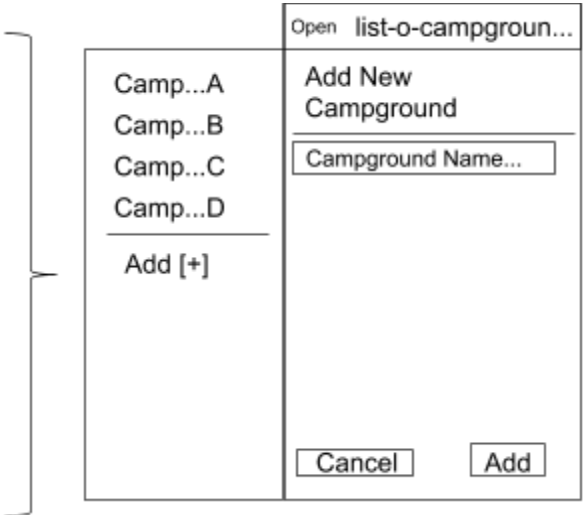 Open list-o-campgroun...
Camp...A
Camp...B
Camp...C
Camp...D
Add [+]
Add New
Campground
Campground Name...
Cancel Add